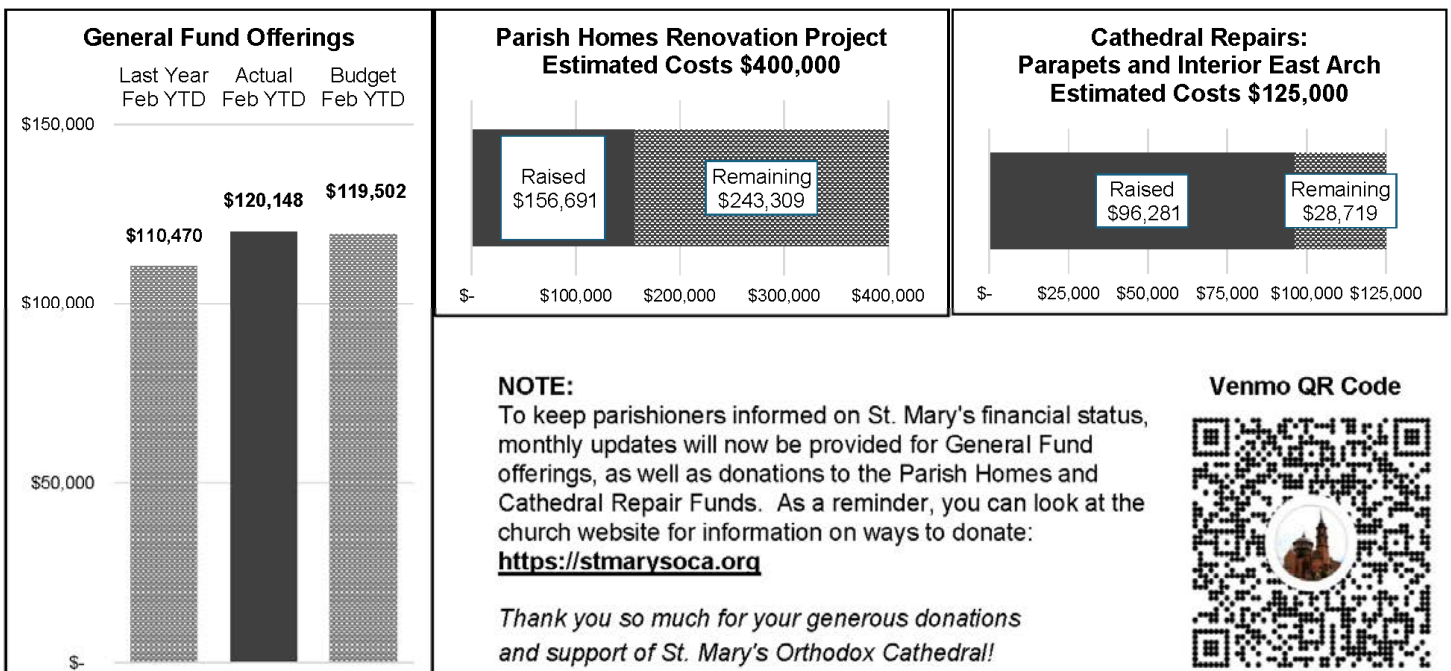 General Fund Offerings
Last Year Actual Budget
Feb YTD Feb YTD Feb YTD
$150,000
$100,000
$50,000
$-
$110,470
$120,148
$119,502
Parish Homes Renovation Project
Estimated Costs $400,000
Raised
$156,691
Remaining
$243,309
$- $100,000 $200,000 $300,000 $400,000
Cathedral Repairs:
Parapets and Interior East Arch
Estimated Costs $125,000
Raised
$96,281
Remaining
$28,719
$- $25,000 $50,000 $75,000 $100,000 $125,000
NOTE:
To keep parishioners informed on St. Mary's financial status,
monthly updates will now be provided for General Fund
offerings, as well as donations to the Parish Homes and
Cathedral Repair Funds.  As a reminder, you can look at the
church website for information on ways to donate:
https://stmarysoca.org
Thank you so much for your generous donations
and support of St. Mary's Orthodox Cathedral!
Venmo QR Code